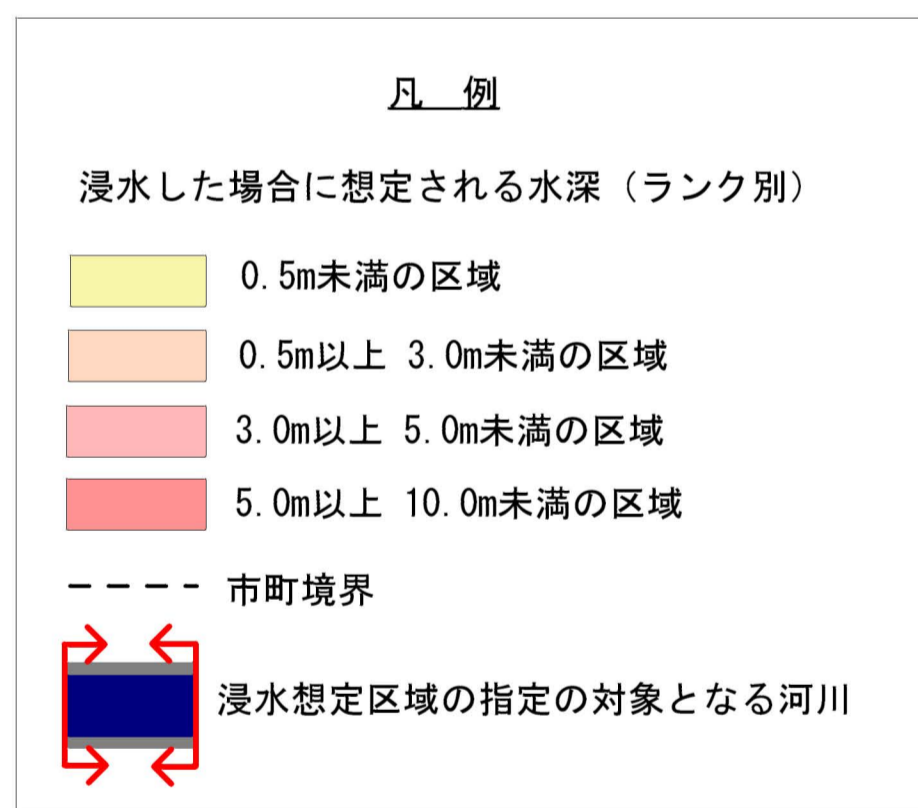 凡　例
浸水した場合に想定される水深（ランク別）
0.5m未満の区域
0.5m以上 3.0m未満の区域
3.0m以上 5.0m未満の区域
5.0m以上 10.0m未満の区域
市町境界
浸水想定区域の指定の対象となる河川